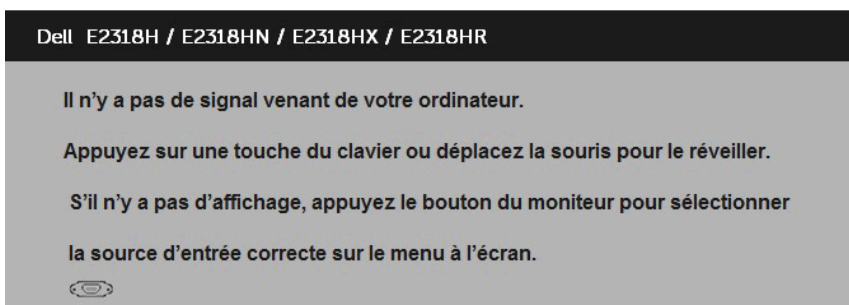 Dell E2318H / E2318HN / E2318HX / E2318HR
Il n'y a pas de signal venant de votre ordinateur.
Appuyez sur une touche du clavier ou déplacez la souris pour le réveiller.
S'il n'y a pas d'affichage, appuyez le bouton du moniteur pour sélectionner
la source d'entrée correcte sur le menu à l'écran.